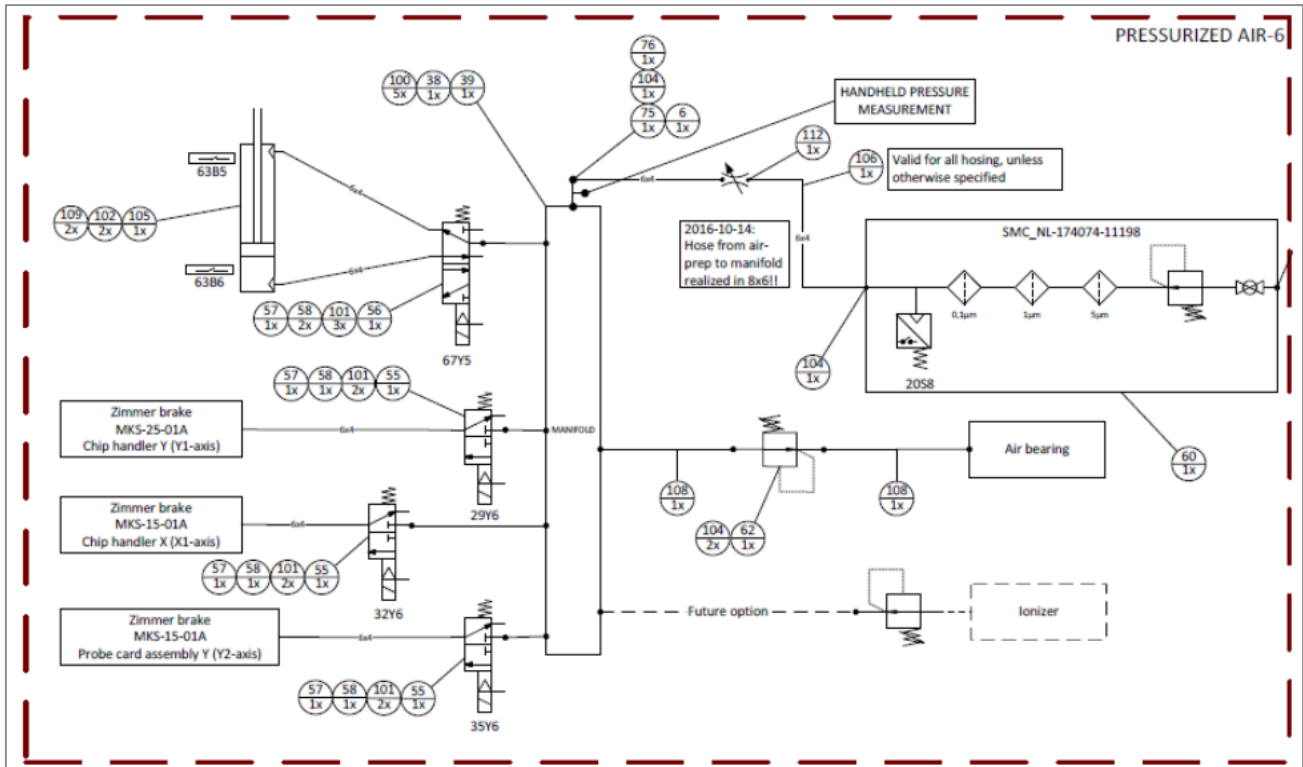 PRESSURIZED AIR-6
76
1x
104
1x
75
1x
6
1x
100
5x
38
1x
39
1x
HANDHELD PRESSURE
MEASUREMENT
112
1x
106
1x
Valid for all hosing, unless
otherwise specified
63B5
6x4
6x4
109
2x
102
2x
105
1x
2016-10-14:
Hose from air-
prep to manifold
realized in 8x6!!
6x4
SMC_NL-174074-11198
63B6
6x4
0,1µm
1µm
5µm
57
1x
58
2x
101
3x
56
1x
67Y5
104
1x
20S8
57
1x
58
1x
101
2x
55
1x
Zimmer brake
MKS-25-01A
Chip handler Y (Y1-axis)
6x4
MANIFOLD
Air bearing
60
1x
29Y6
108
1x
108
1x
Zimmer brake
MKS-15-01A
Chip handler X (X1-axis)
6x4
104
2x
62
1x
57
1x
58
1x
101
2x
55
1x
32Y6
Future option
Ionizer
Zimmer brake
MKS-15-01A
Probe card assembly Y (Y2-axis)
6x4
57
1x
58
1x
101
2x
55
1x
35Y6